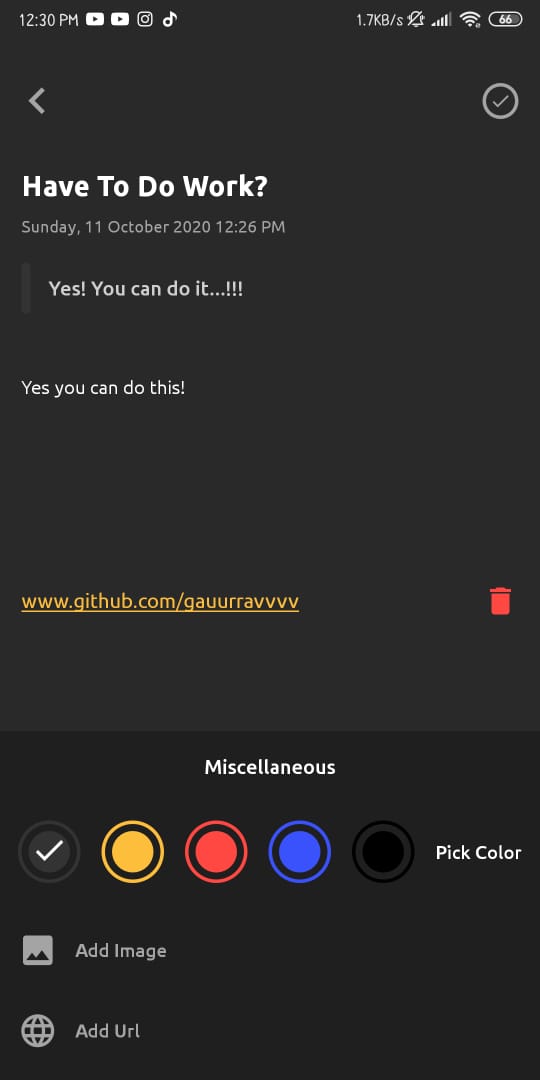 12:30 PM 1.7KB/s 66
Have To Do Work?
Sunday, 11 October 2020 12:26 PM
Yes! You can do it...!!!
Yes you can do this!
www.github.com/gauurravvvv
Miscellaneous
Pick Color
Add Image
Add Url